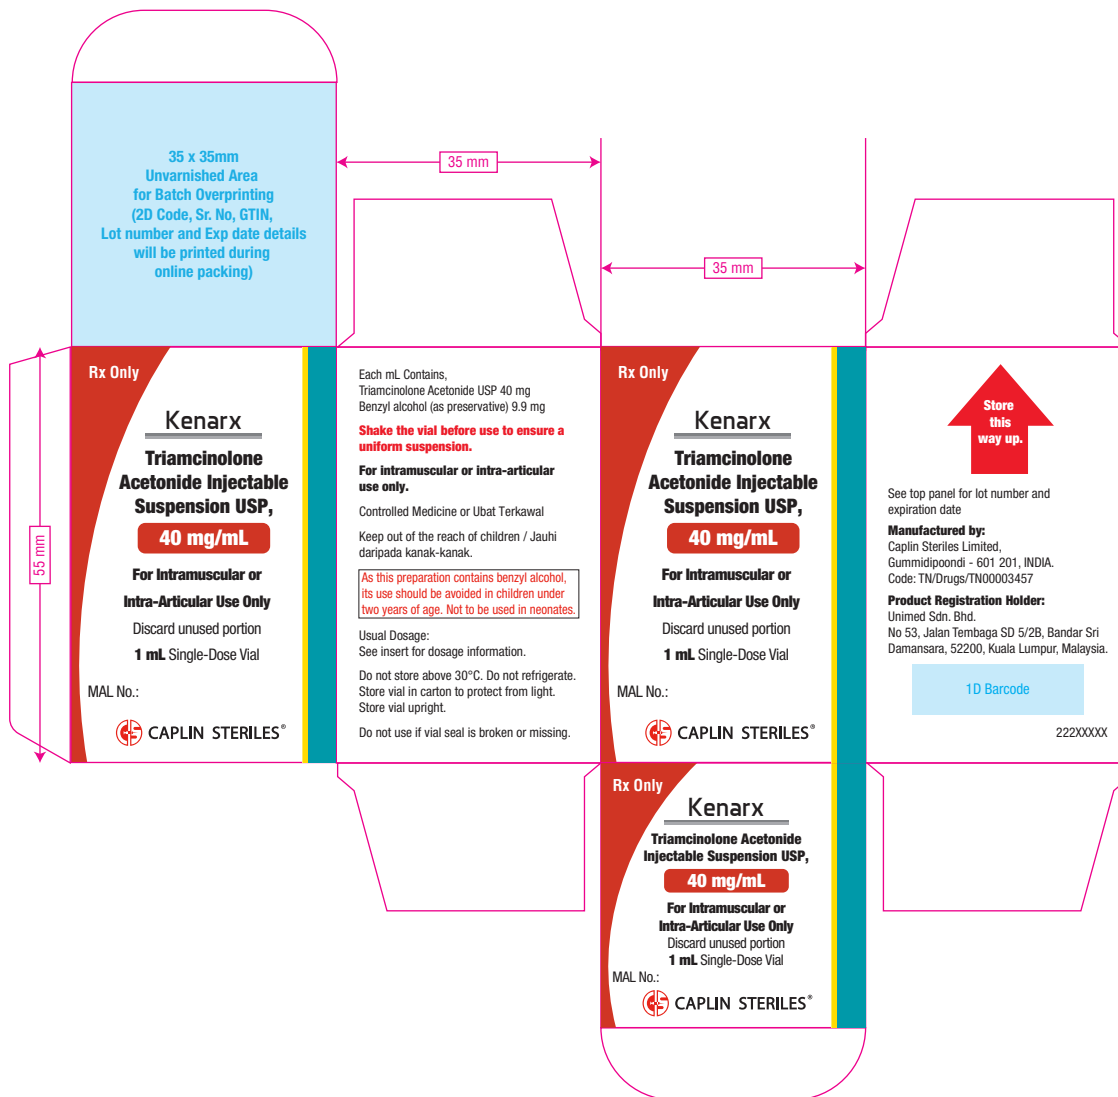 35 x 35mm
Unvarnished Area
for Batch Overprinting
(2D Code, Sr. No, GTIN,
Lot number and Exp date details
will be printed during
online packing)
35 mm
35 mm
55 mm
Rx Only
Kenarx
Triamcinolone
Acetonide Injectable
Suspension USP,
40 mg/mL
For Intramuscular or
Intra-Articular Use Only
Discard unused portion
1 mL Single-Dose Vial
MAL No.:
CAPLIN STERILES®
Each mL Contains,
Triamcinolone Acetonide USP 40 mg
Benzyl alcohol (as preservative) 9.9 mg
Shake the vial before use to ensure a
uniform suspension.
For intramuscular or intra-articular
use only.
Controlled Medicine or Ubat Terkawal
Keep out of the reach of children / Jauhi
daripada kanak-kanak.
As this preparation contains benzyl alcohol,
its use should be avoided in children under
two years of age. Not to be used in neonates.
Usual Dosage:
See insert for dosage information.
Do not store above 30°C. Do not refrigerate.
Store vial in carton to protect from light.
Store vial upright.
Do not use if vial seal is broken or missing.
Rx Only
Kenarx
Triamcinolone
Acetonide Injectable
Suspension USP,
40 mg/mL
For Intramuscular or
Intra-Articular Use Only
Discard unused portion
1 mL Single-Dose Vial
MAL No.:
CAPLIN STERILES®
Store
this
way up.
See top panel for lot number and
expiration date
Manufactured by:
Caplin Steriles Limited,
Gummidipoondi - 601 201, INDIA.
Code: TN/Drugs/TN00003457
Product Registration Holder:
Unimed Sdn. Bhd.
No 53, Jalan Tembaga SD 5/2B, Bandar Sri
Damansara, 52200, Kuala Lumpur, Malaysia.
1D Barcode
222XXXXX
Rx Only
Kenarx
Triamcinolone Acetonide
Injectable Suspension USP,
40 mg/mL
For Intramuscular or
Intra-Articular Use Only
Discard unused portion
1 mL Single-Dose Vial
MAL No.:
CAPLIN STERILES®